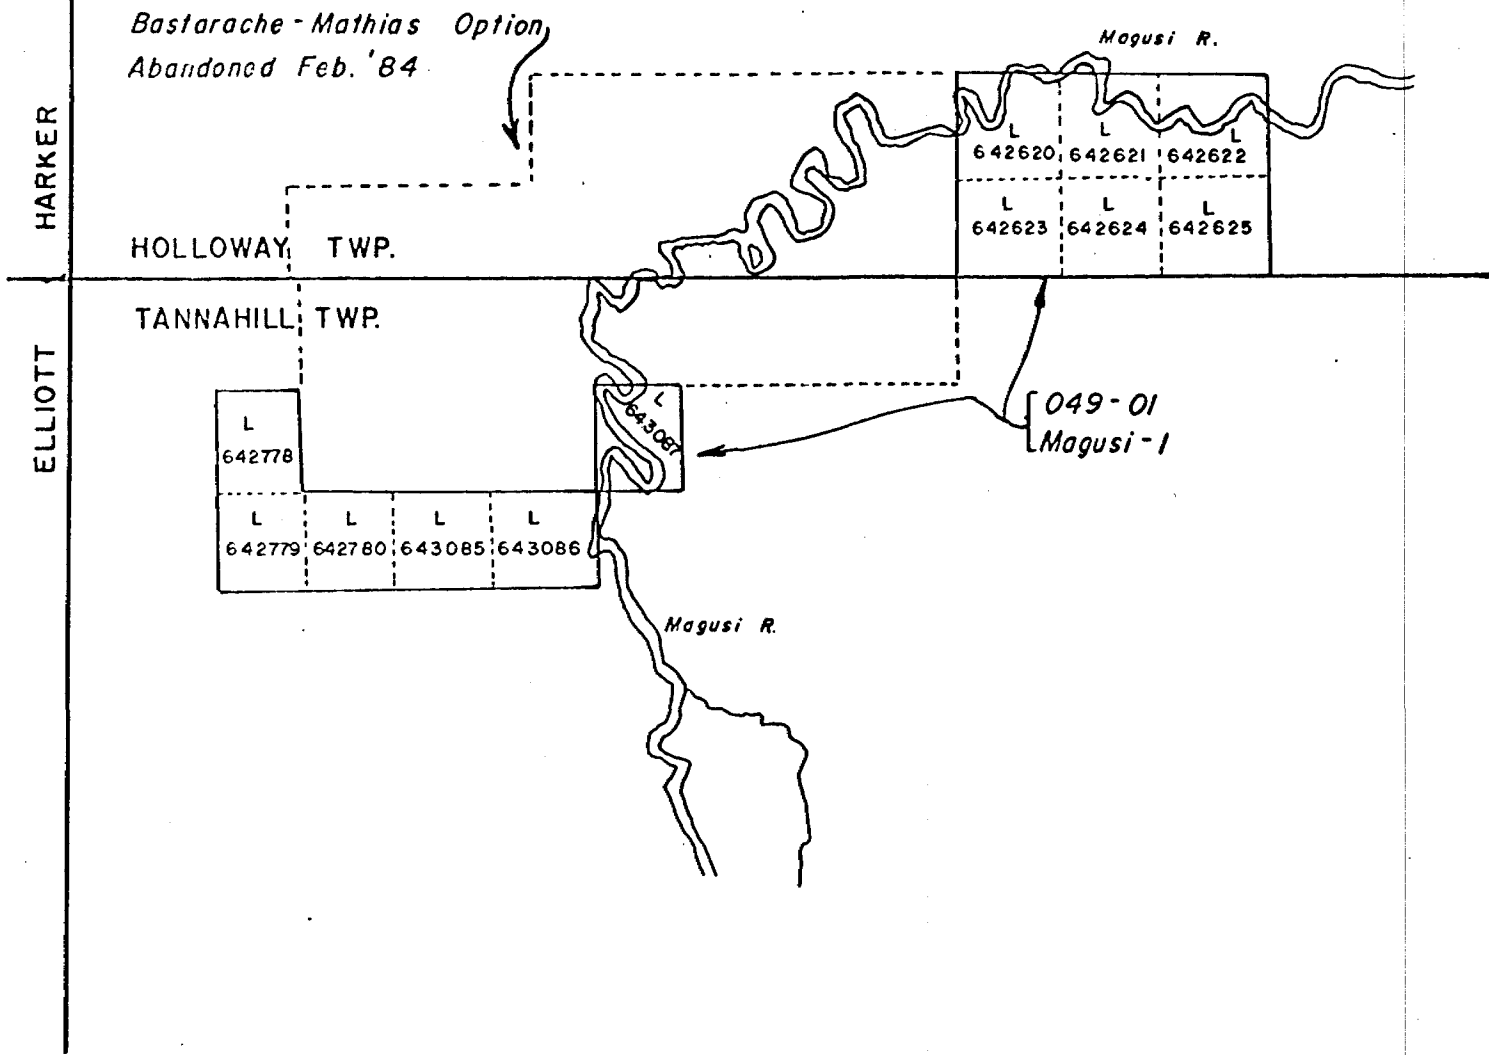 Bastarache - Mathias Option
Abandoned Feb. '84
Magusi R.
HARKER
L
642620
L
641621
L
642622
L
642623
L
642624
L
642625
HOLLOWAY TWP.
TANNAHILL TWP.
ELLIOTT
L
642778
L
643087
049-01
Magusi-1
L
642779
L
642780
L
643085
L
643086
Magusi R.